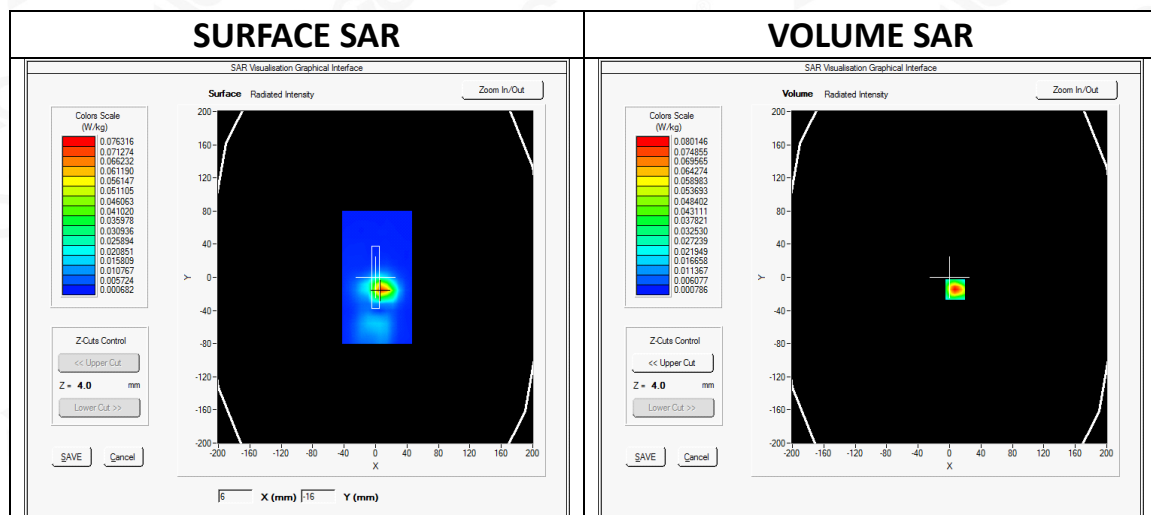 SURFACE SAR
VOLUME SAR
SAR Visualisation Graphical Interface
Surface Radiated Intensity
Zoom In/Out
Colors Scale
(W/kg)
0.076316
0.071274
0.066232
0.061190
0.056147
0.051105
0.046063
0.041020
0.035978
0.030936
0.025894
0.020851
0.015809
0.010767
0.005724
0.000682
Z-Cuts Control
<< Upper Cut
Z = 4.0 mm
Lower Cut >>
SAVE Cancel
200
160
120
80
40
0
-40
-80
-120
-160
-200
Y
-200 -160 -120 -80 -40 0 40 80 120 160 200
X
6 X (mm) -16 Y (mm)
SAR Visualisation Graphical Interface
Volume Radiated Intensity
Zoom In/Out
Colors Scale
(W/kg)
0.080146
0.074855
0.069565
0.064274
0.058983
0.053693
0.048402
0.043111
0.037821
0.032530
0.027239
0.021949
0.016658
0.011367
0.006077
0.000786
Z-Cuts Control
<< Upper Cut
Z = 4.0 mm
Lower Cut >>
SAVE Cancel
200
160
120
80
40
0
-40
-80
-120
-160
-200
Y
-200 -160 -120 -80 -40 0 40 80 120 160 200
X